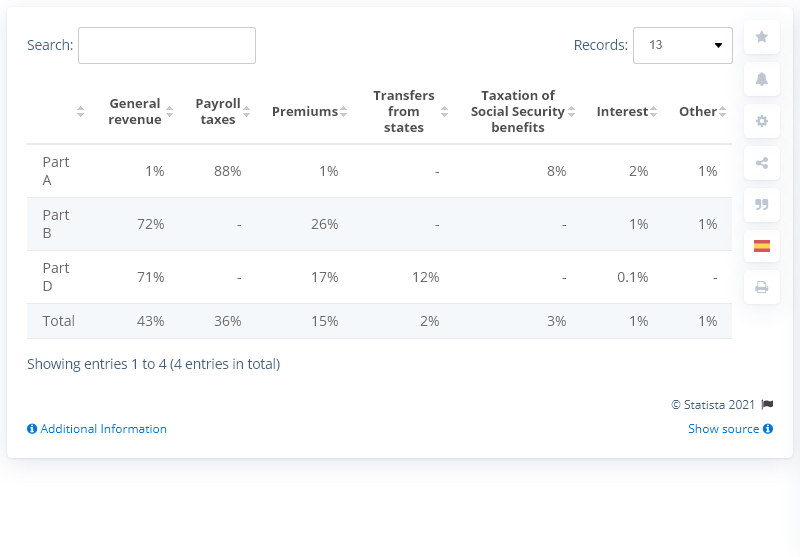 Search:
Records: 13
General revenue Payroll taxes Premiums Transfers from states Taxation of Social Security benefits Interest Other
Part A 1% 88% 1% - 8% 2% 1%
Part B 72% - 26% - - 1% 1%
Part D 71% - 17% 12% - 0.1% -
Total 43% 36% 15% 2% 3% 1% 1%
Showing entries 1 to 4 (4 entries in total)
© Statista 2021
Additional Information
Show source